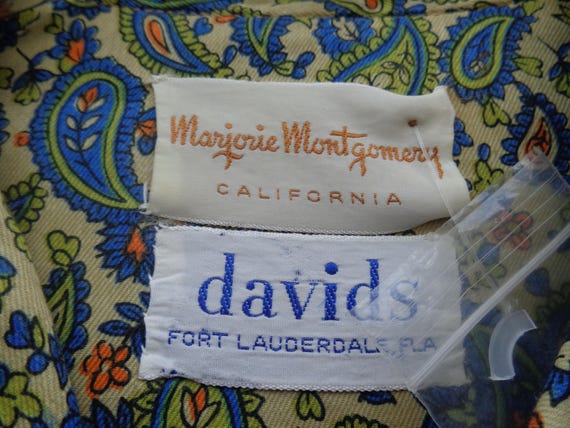 Marjorie Montgomery
CALIFORNIA
davids
FORT LAUDERDALE, FLA